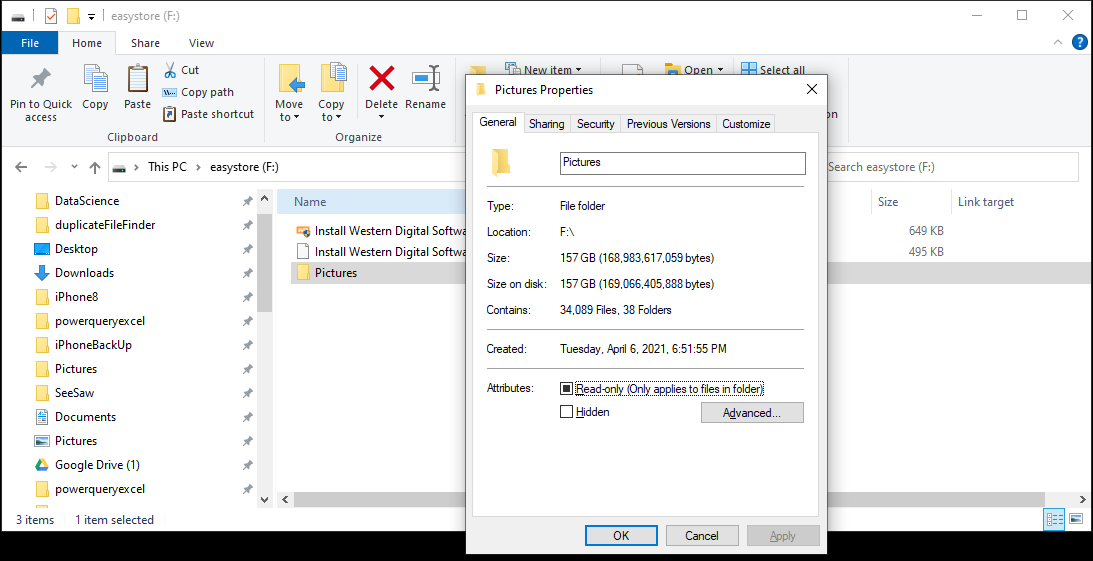 easystore (F:)
File Home Share View
Pin to Quick access
Copy
Paste
Cut
Copy path
Paste shortcut
Clipboard
Move to
Copy to
Delete
Rename
Organize
New item
Open
Select all
This PC › easystore (F:)
Search easystore (F:)
DataScience
duplicateFileFinder
Desktop
Downloads
iPhone8
powerqueryexcel
iPhoneBackUp
Pictures
SeeSaw
Documents
Pictures
Google Drive (1)
powerqueryexcel
Name Size Link target
Install Western Digital Softwa 649 KB
Install Western Digital Softwa 495 KB
Pictures
3 items 1 item selected
Pictures Properties
General Sharing Security Previous Versions Customize
Pictures
Type: File folder
Location: F:\
Size: 157 GB (168,983,617,059 bytes)
Size on disk: 157 GB (169,066,405,888 bytes)
Contains: 34,089 Files, 38 Folders
Created: Tuesday, April 6, 2021, 6:51:55 PM
Attributes: Read-only (Only applies to files in folder)
Hidden
Advanced...
OK Cancel Apply